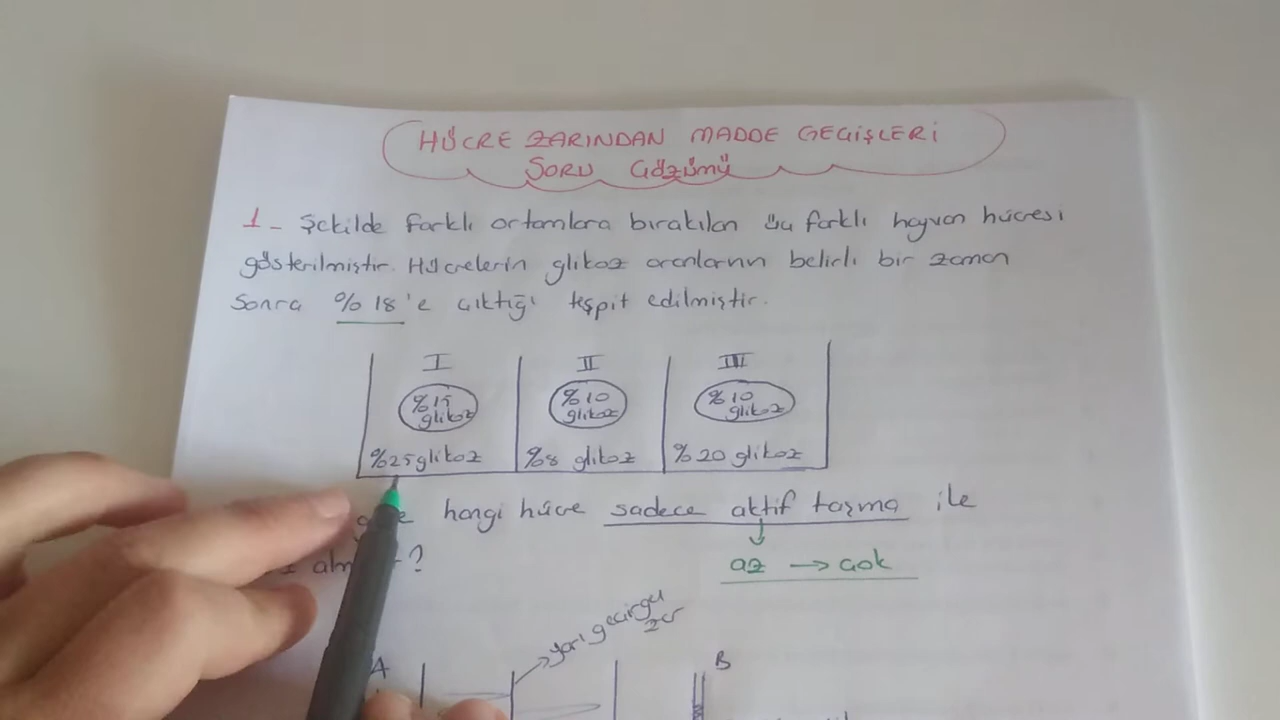 HÜCRE ZARINDAN MADDE GEÇİŞLERİ
SORU ÇÖZÜMÜ
1- Şekilde farklı ortamlara bırakılan üç farklı hayvan hücresi
gösterilmiştir. Hücrelerin glikoz oranlarının belirli bir zaman
sonra %18'e çıktığı tespit edilmiştir.
I II III
%15 glikoz %10 glikoz %10 glikoz
%25 glikoz %8 glikoz %20 glikoz
göre hangi hücre sadece aktif taşıma ile
?
az → çok
yarı geçirgen
zar
A B